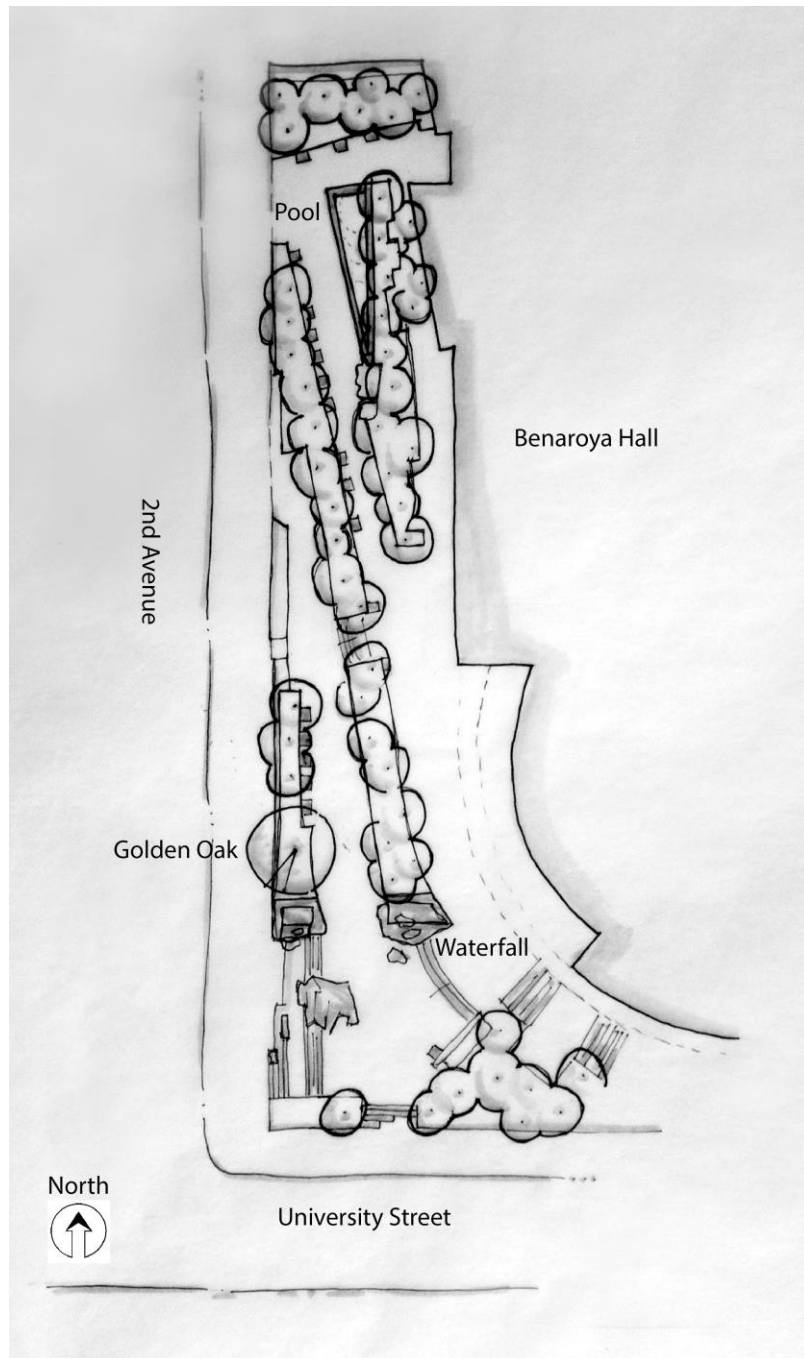 Pool
Benaroya Hall
2nd Avenue
Golden Oak
Waterfall
North
University Street